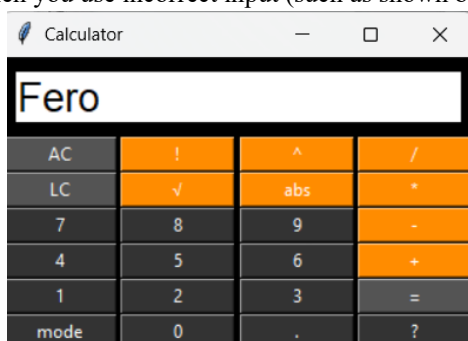 you use incorrect input (such as shown
Calculator
Fero
AC ! ^ /
LC √ abs *
7 8 9 -
4 5 6 +
1 2 3 =
mode 0 . ?